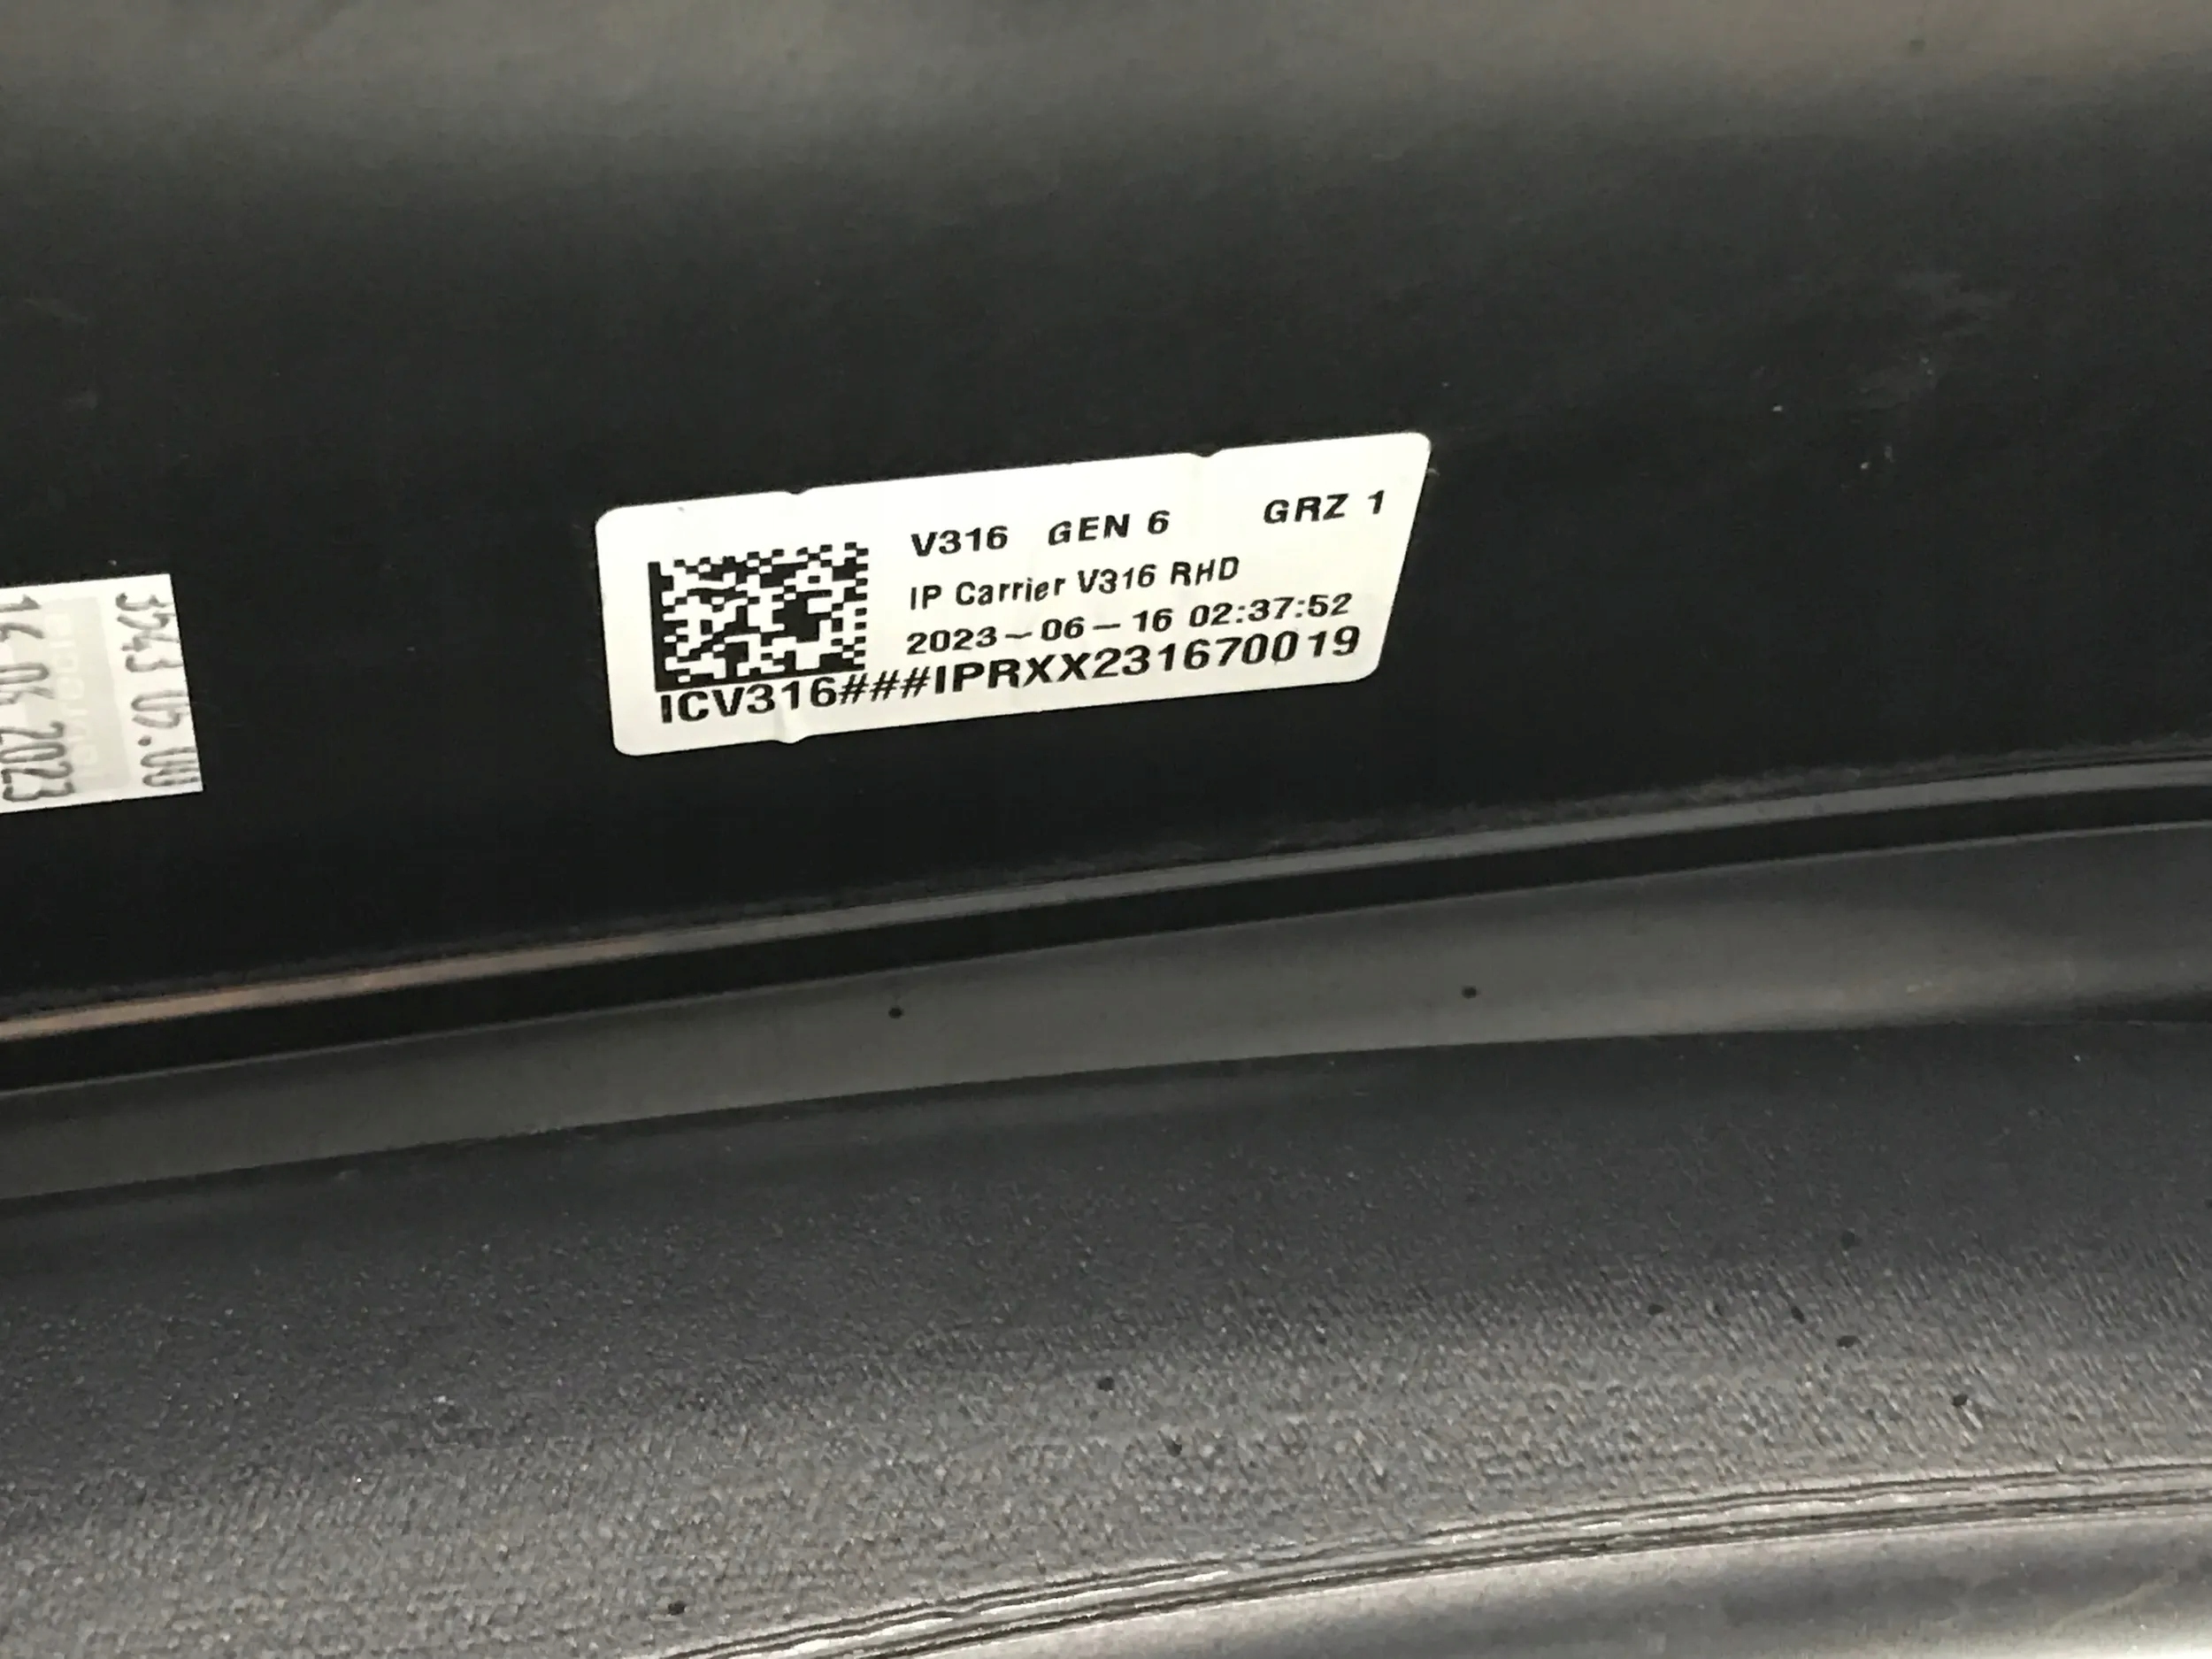 V316 GEN 6 GRZ 1
IP Carrier V316 RHD
2023-06-16 02:37:52
ICV316###IPRXX231670019
16 06 2023